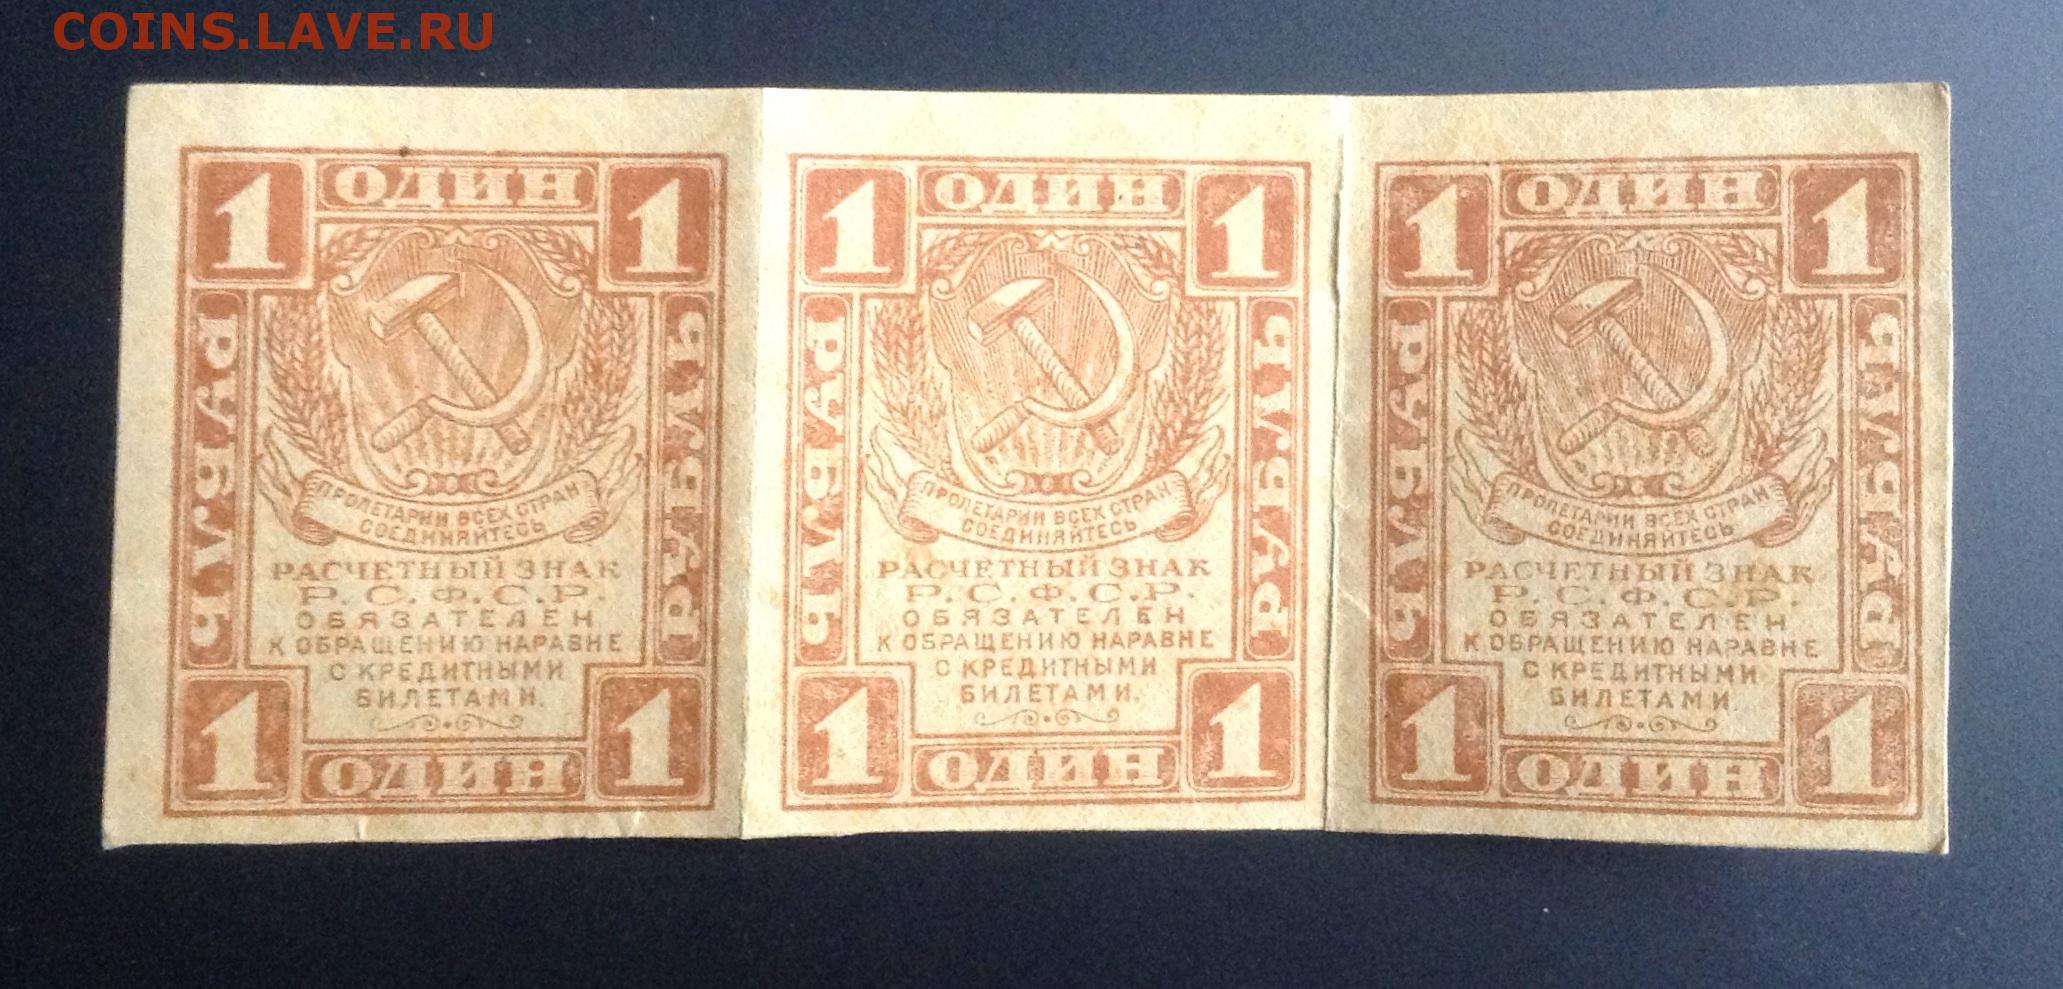 COINS.LAVE.RU
1 ОДИН 1
РУБЛЬ
РУБЛЬ
ПРОЛЕТАРИИ ВСЕХ СТРАН
СОЕДИНЯЙТЕСЬ
РАСЧЕТНЫЙ ЗНАК
Р.С.Ф.С.Р.
ОБЯЗАТЕЛЕН
К ОБРАЩЕНИЮ НАРАВНЕ
С КРЕДИТНЫМИ
БИЛЕТАМИ.
1 ОДИН 1
1 ОДИН 1
РУБЛЬ
РУБЛЬ
ПРОЛЕТАРИИ ВСЕХ СТРАН
СОЕДИНЯЙТЕСЬ
РАСЧЕТНЫЙ ЗНАК
Р.С.Ф.С.Р.
ОБЯЗАТЕЛЕН
К ОБРАЩЕНИЮ НАРАВНЕ
С КРЕДИТНЫМИ
БИЛЕТАМИ.
1 ОДИН 1
1 ОДИН 1
РУБЛЬ
РУБЛЬ
ПРОЛЕТАРИИ ВСЕХ СТРАН
СОЕДИНЯЙТЕСЬ
РАСЧЕТНЫЙ ЗНАК
Р.С.Ф.С.Р.
ОБЯЗАТЕЛЕН
К ОБРАЩЕНИЮ НАРАВНЕ
С КРЕДИТНЫМИ
БИЛЕТАМИ.
1 ОДИН 1